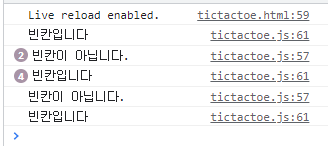 Live reload enabled. tictactoe.html:59
빈칸입니다 tictactoe.js:61
2 빈칸이 아닙니다. tictactoe.js:57
4 빈칸입니다 tictactoe.js:61
빈칸이 아닙니다. tictactoe.js:57
빈칸입니다 tictactoe.js:61